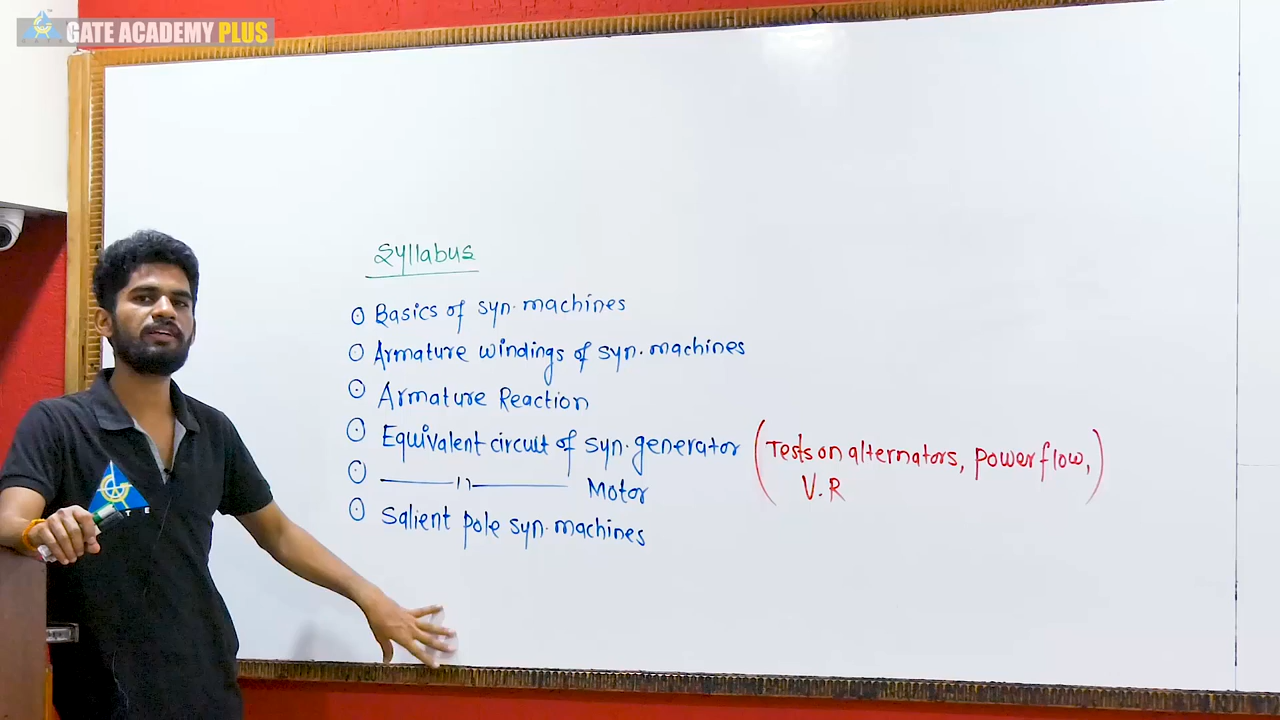 GATE ACADEMY PLUS
Syllabus
Basics of syn. machines
Armature windings of syn. machines
Armature Reaction
Equivalent circuit of syn. generator (Tests on alternators, power flow, V.R)
——— 11 ——— Motor
Salient pole syn. machines